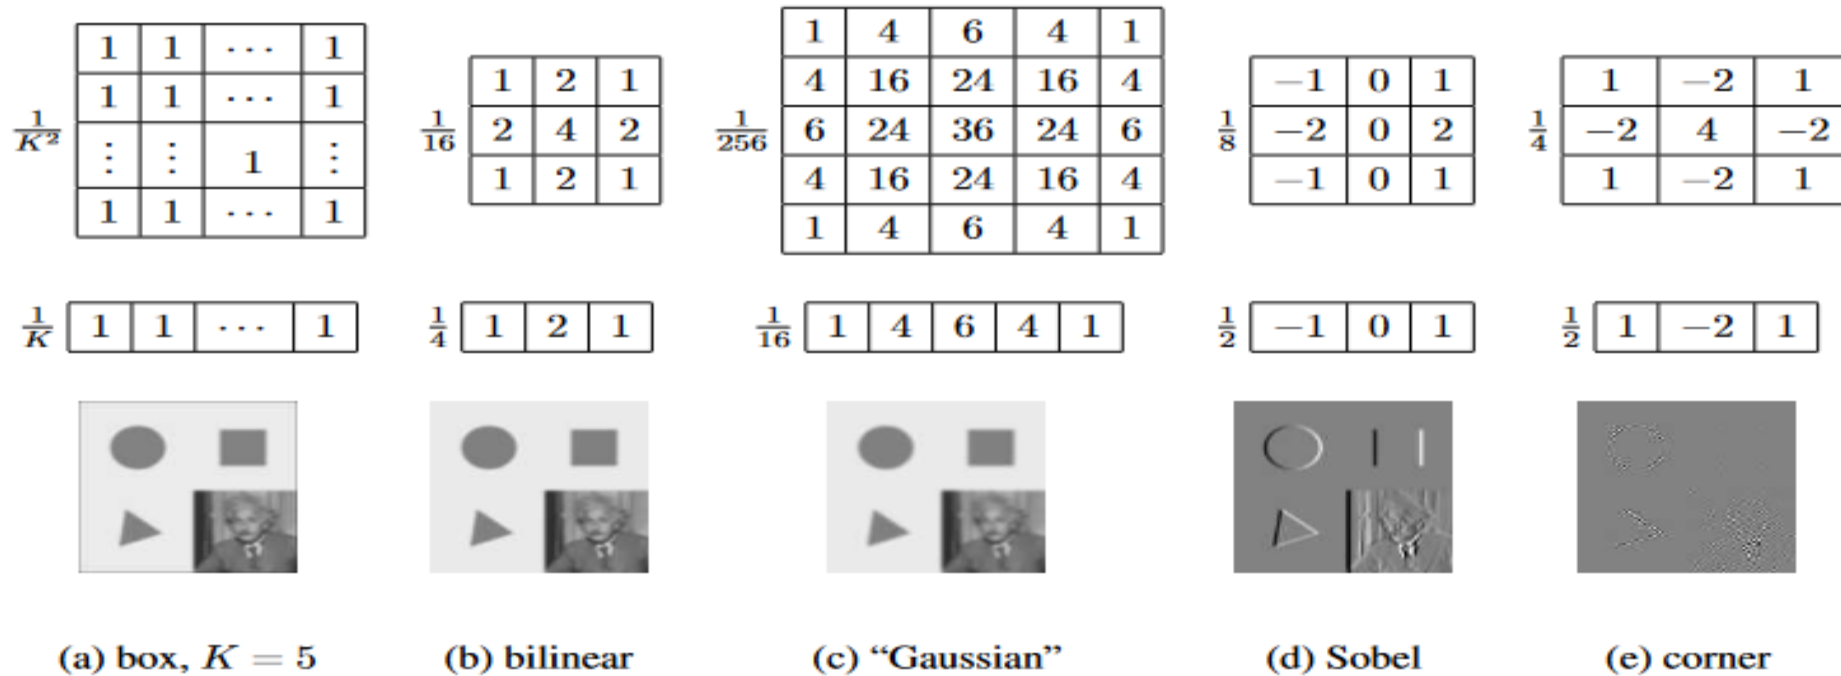 1/K² 1 1 ⋯ 1
1 1 ⋯ 1
⋮ ⋮ 1 ⋮
1 1 ⋯ 1
1/16 1 2 1
2 4 2
1 2 1
1/256 1 4 6 4 1
4 16 24 16 4
6 24 36 24 6
4 16 24 16 4
1 4 6 4 1
1/8 −1 0 1
−2 0 2
−1 0 1
1/4 1 −2 1
−2 4 −2
1 −2 1
1/K 1 1 ⋯ 1
1/4 1 2 1
1/16 1 4 6 4 1
1/2 −1 0 1
1/2 1 −2 1
(a) box, K = 5
(b) bilinear
(c) “Gaussian”
(d) Sobel
(e) corner